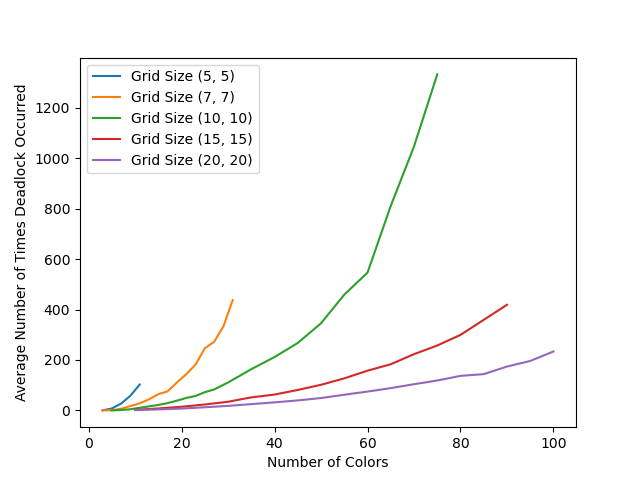 Grid Size (5, 5)
Grid Size (7, 7)
Grid Size (10, 10)
Grid Size (15, 15)
Grid Size (20, 20)
Average Number of Times Deadlock Occurred
1200
1000
800
600
400
200
0
0 20 40 60 80 100
Number of Colors